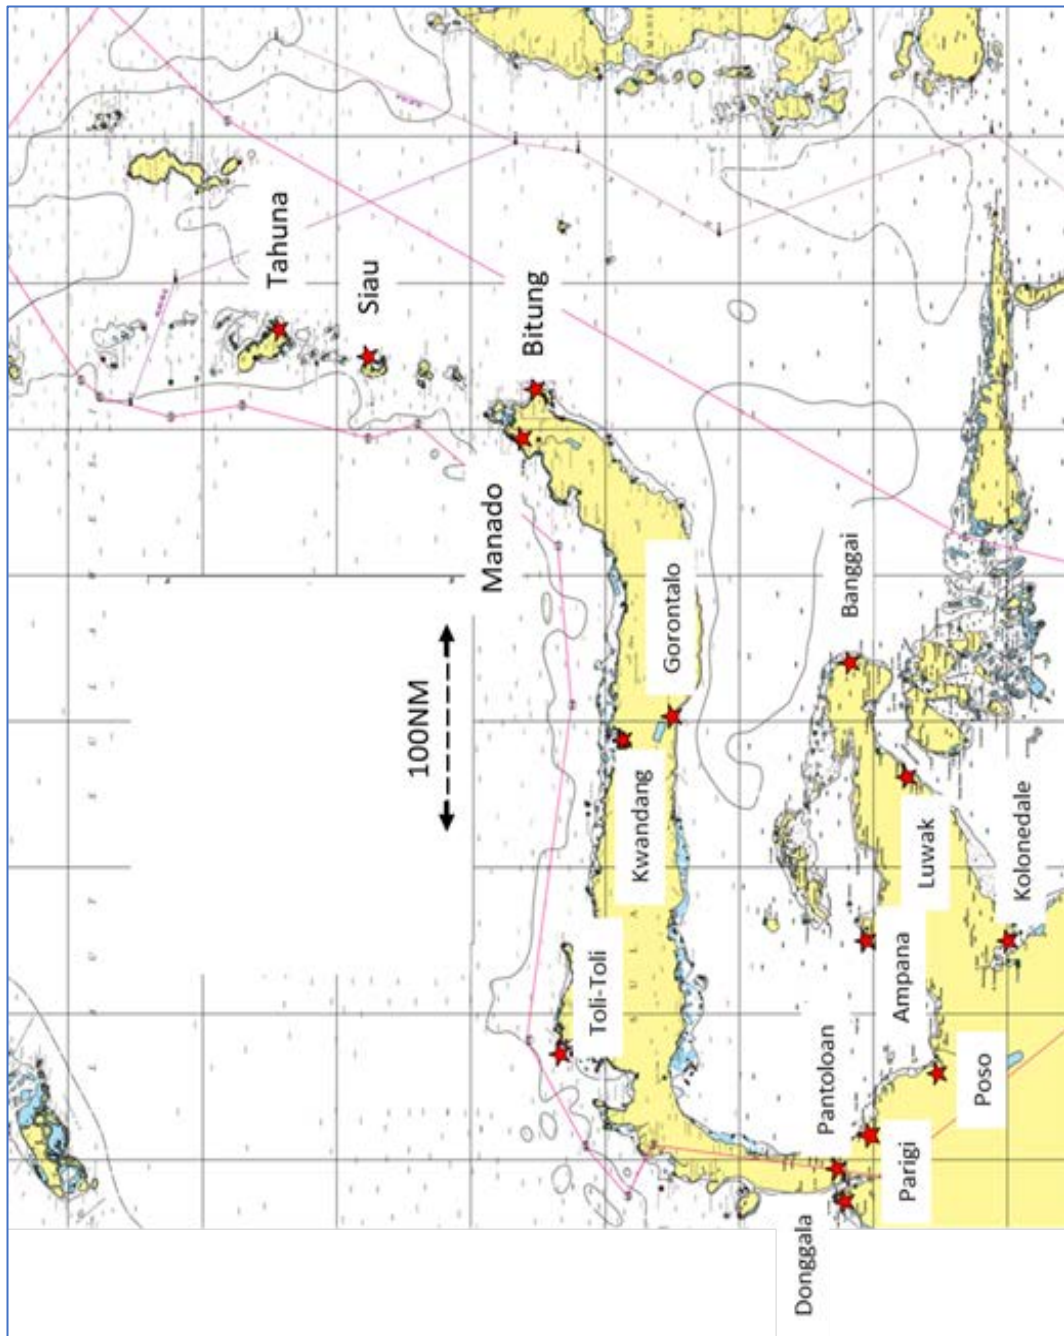 Tahuna
Siau
Bitung
Manado
100NM
Gorontalo
Banggai
Kwandang
Toli-Toli
Luwak
Kolonedale
Ampana
Pantoloan
Poso
Parigi
Donggala